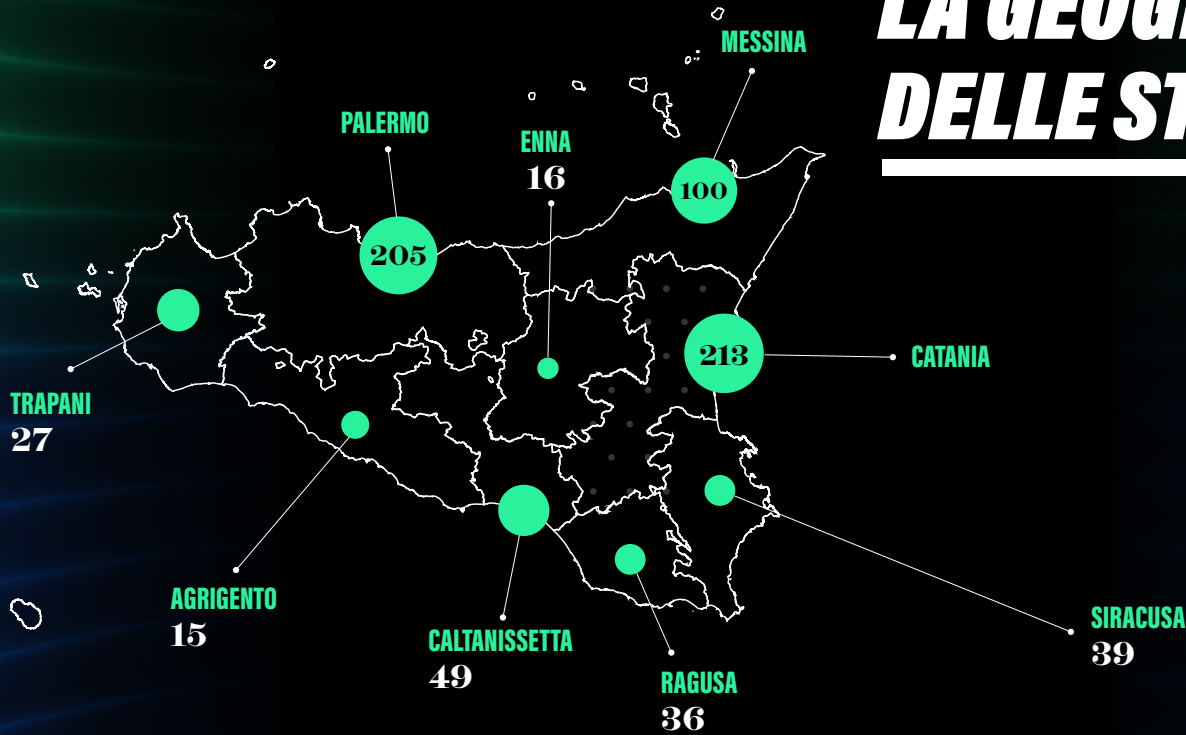 LA GEOG
DELLE ST
MESSINA
100
PALERMO
205
ENNA
16
213
CATANIA
TRAPANI
27
AGRIGENTO
15
CALTANISSETTA
49
RAGUSA
36
SIRACUSA
39